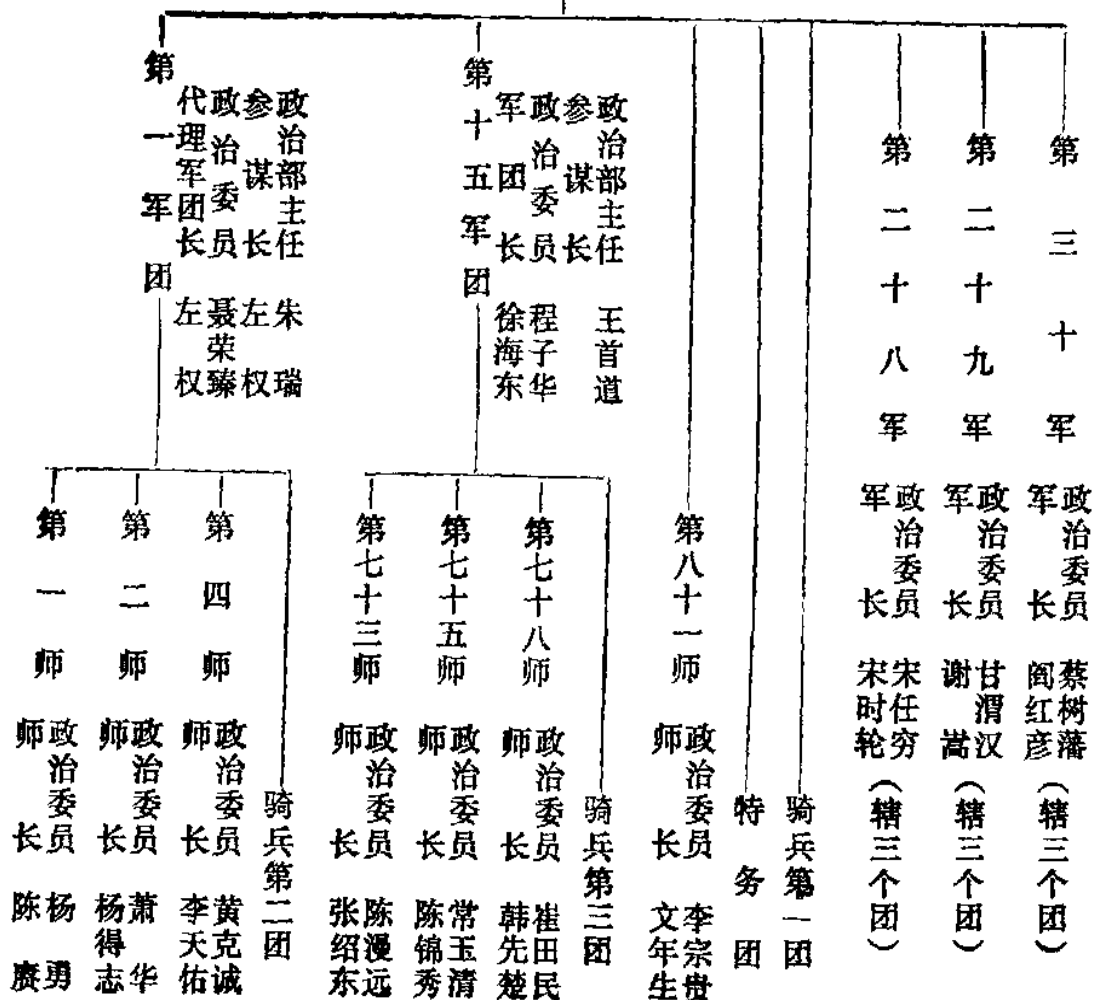 第一军团
代理军团长 左权
政治委员 聂荣臻
参谋长 左权
政治部主任 朱瑞
第十五军团
军团长 徐海东
政治委员 程子华
参谋长
政治部主任 王首道
第一师
师长 陈赓
政治委员 杨勇
第二师
师长 杨得志
政治委员 萧华
第四师
师长 李天佑
政治委员 黄克诚
骑兵第二团
第七十三师
师长 张绍东
政治委员 陈漫远
第七十五师
师长 陈锦秀
政治委员 常玉清
第七十八师
师长 韩先楚
政治委员 崔田民
骑兵第三团
第八十一师
师长 文年生
政治委员 李宗贵
特务团
骑兵第一团
第二十八军
军长 宋时轮
政治委员 宋任穷
（辖三个团）
第二十九军
军长 谢嵩
政治委员 甘渭汉
（辖三个团）
第三十军
军长 阎红彦
政治委员 蔡树藩
（辖三个团）